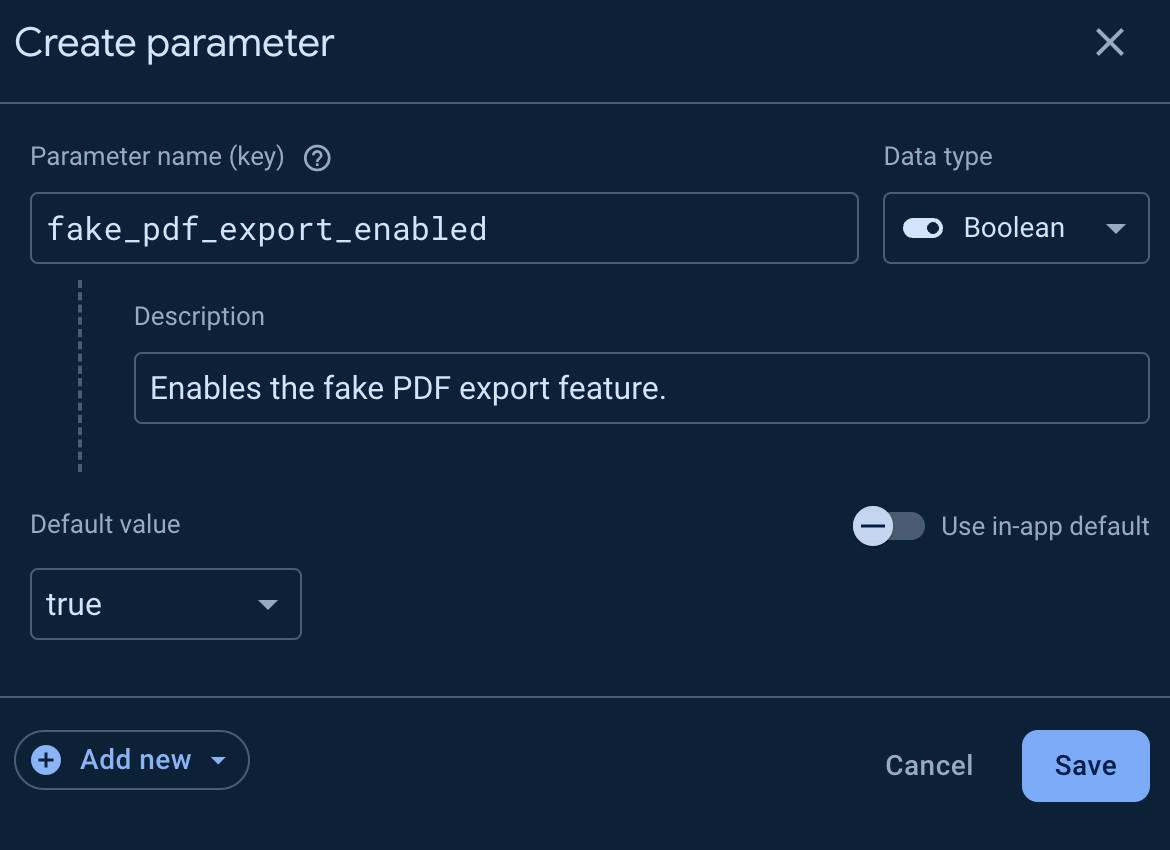 Create parameter
Parameter name (key)
Data type
fake_pdf_export_enabled
Boolean
Description
Enables the fake PDF export feature.
Default value
Use in-app default
true
Add new
Cancel
Save